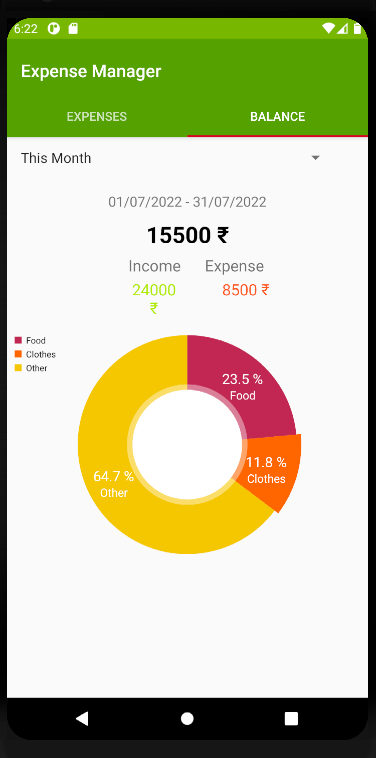 6:22
Expense Manager
EXPENSES BALANCE
This Month
01/07/2022 - 31/07/2022
15500 ₹
Income Expense
24000 8500 ₹
₹
Food
Clothes
Other
23.5 %
Food
11.8 %
Clothes
64.7 %
Other